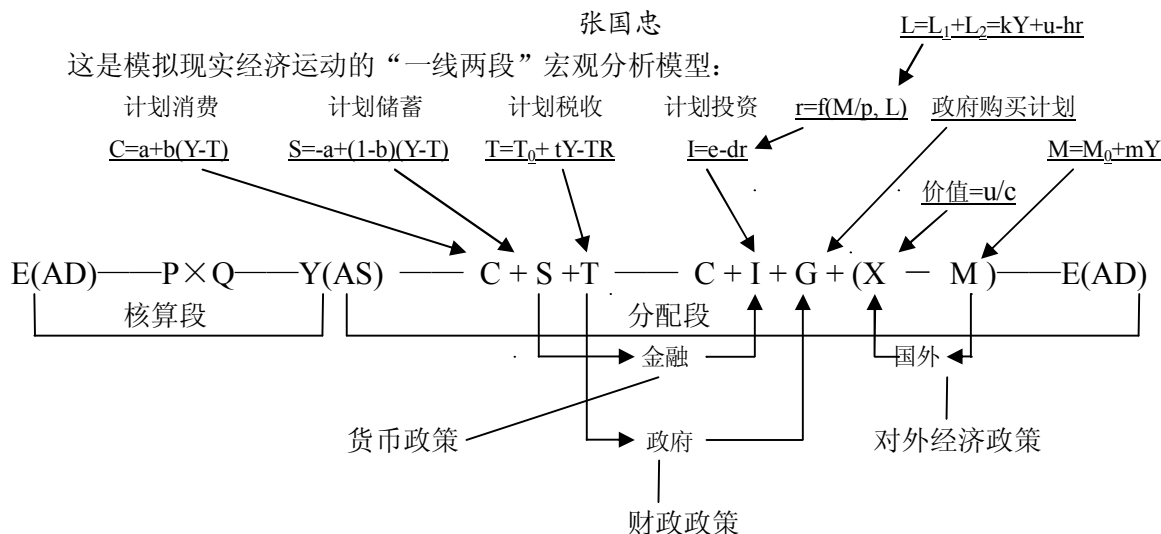 张国忠
L=L₁+L₂=kY+u-hr
这是模拟现实经济运动的“一线两段”宏观分析模型：
计划消费 计划储蓄 计划税收 计划投资 r=f(M/p, L) 政府购买计划
C=a+b(Y-T) S=-a+(1-b)(Y-T) T=T₀+ tY-TR I=e-dr M=M₀+mY
价值=u/c
E(AD)——P×Q——Y(AS) —— C + S +T —— C + I + G + (X － M )——E(AD)
核算段 分配段
金融 国外
货币政策 政府 对外经济政策
财政政策